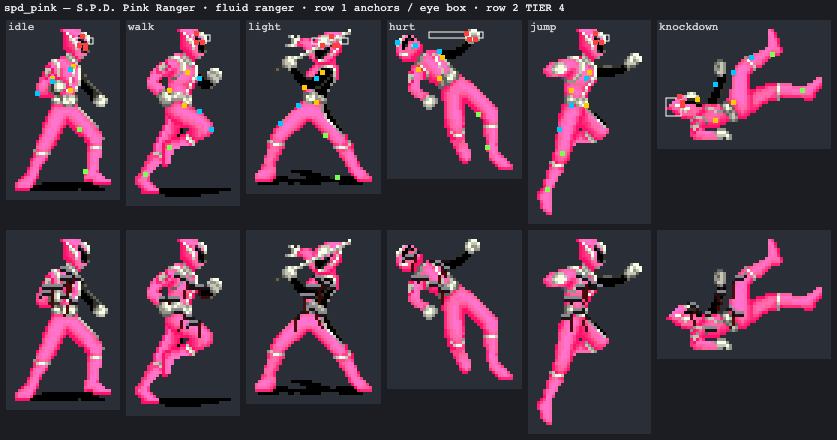 spd_pink — S.P.D. Pink Ranger · fluid ranger · row 1 anchors / eye box · row 2 TIER 4
idle walk light hurt jump knockdown